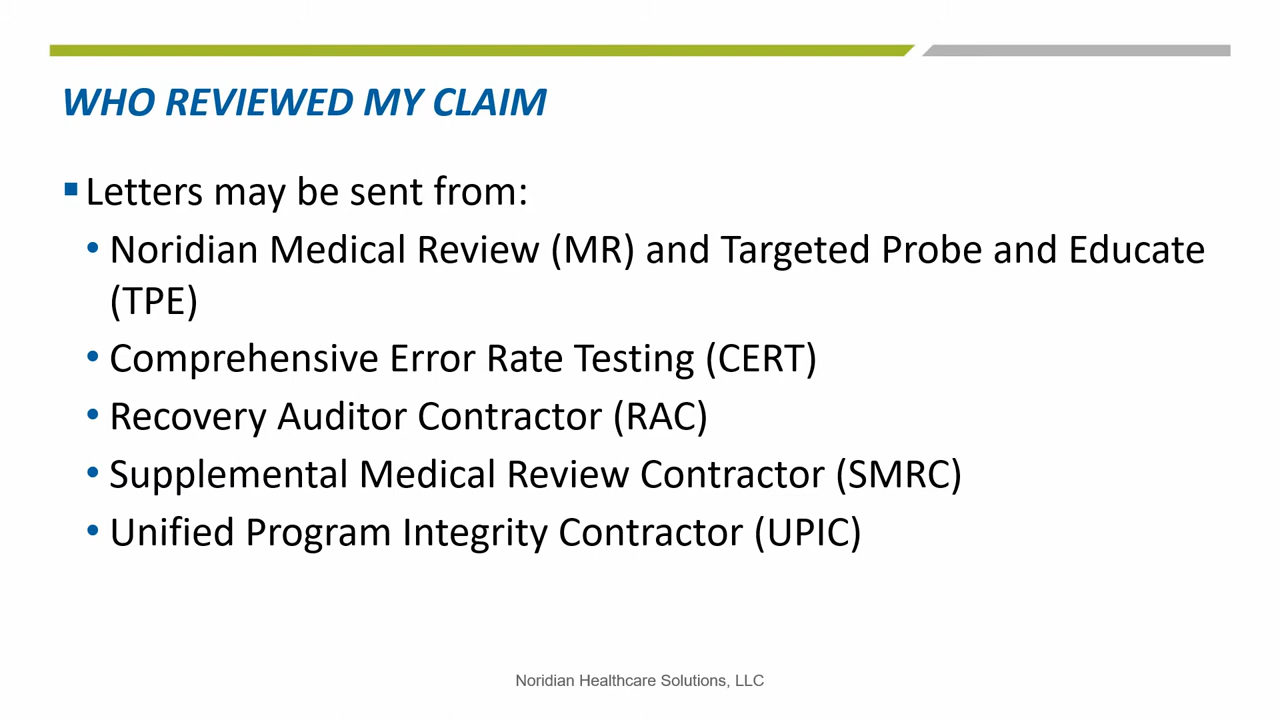 WHO REVIEWED MY CLAIM
Letters may be sent from:
Noridian Medical Review (MR) and Targeted Probe and Educate
(TPE)
Comprehensive Error Rate Testing (CERT)
Recovery Auditor Contractor (RAC)
Supplemental Medical Review Contractor (SMRC)
Unified Program Integrity Contractor (UPIC)
Noridian Healthcare Solutions, LLC